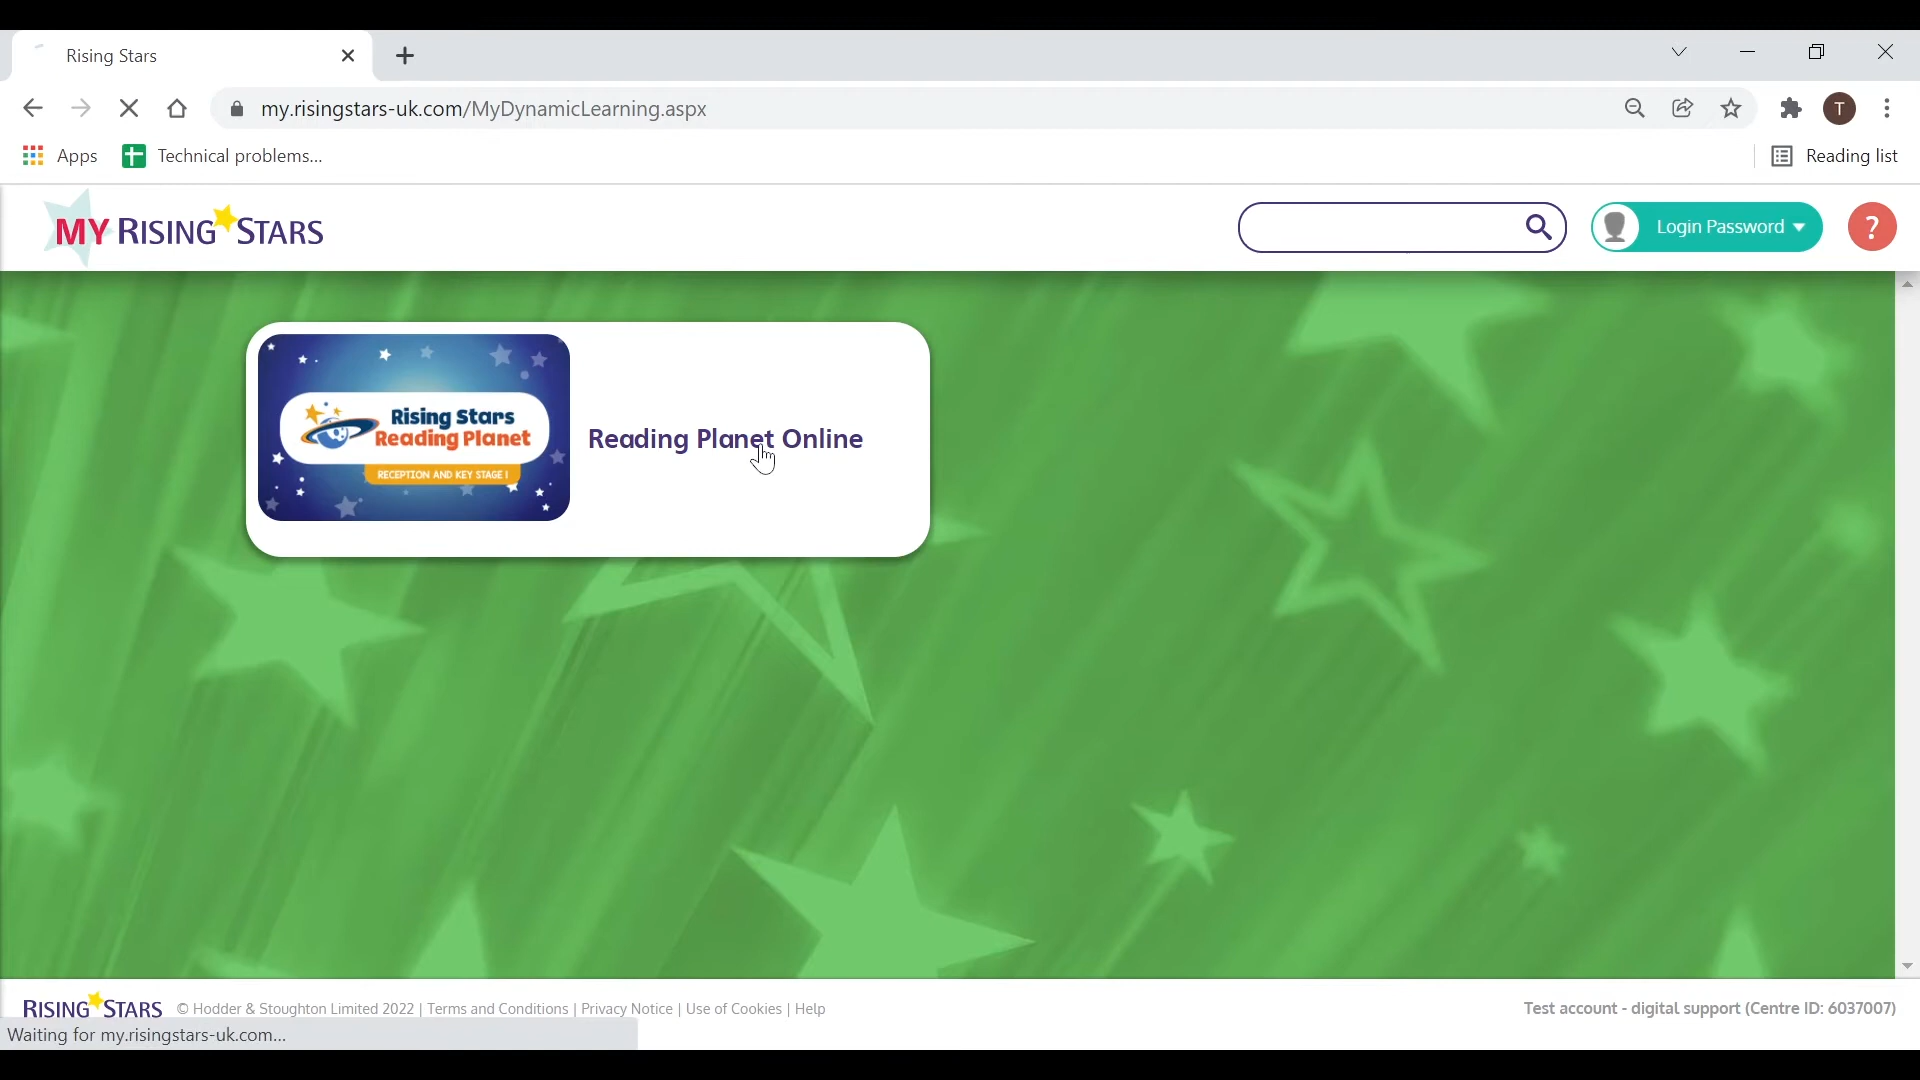 Rising Stars
my.risingstars-uk.com/MyDynamicLearning.aspx
T
Apps
Technical problems...
Reading list
MY RISING STARS
Login Password
?
Rising Stars
Reading Planet
RECEPTION AND KEY STAGE 1
Reading Planet Online
RISING STARS
© Hodder & Stoughton Limited 2022 | Terms and Conditions | Privacy Notice | Use of Cookies | Help
Test account - digital support (Centre ID: 6037007)
Waiting for my.risingstars-uk.com...